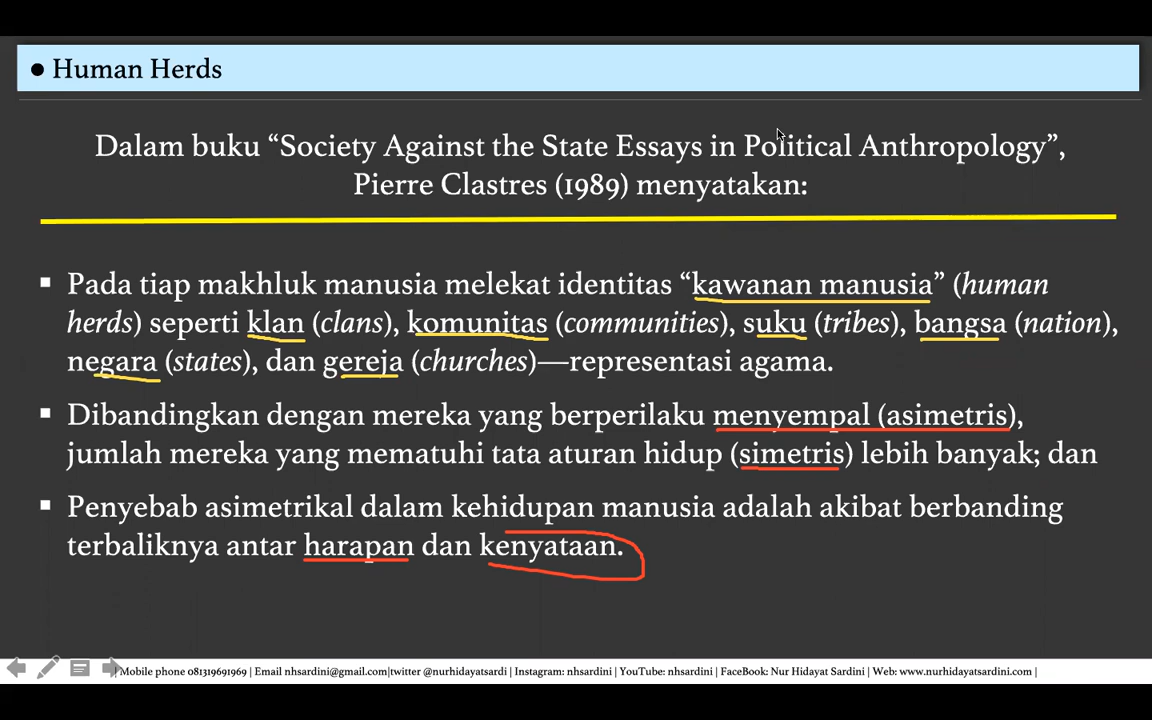 ● Human Herds
Dalam buku “Society Against the State Essays in Political Anthropology”,
Pierre Clastres (1989) menyatakan:
▪ Pada tiap makhluk manusia melekat identitas “kawanan manusia” (human
herds) seperti klan (clans), komunitas (communities), suku (tribes), bangsa (nation),
negara (states), dan gereja (churches)—representasi agama.
▪ Dibandingkan dengan mereka yang berperilaku menyempal (asimetris),
jumlah mereka yang mematuhi tata aturan hidup (simetris) lebih banyak; dan
▪ Penyebab asimetrikal dalam kehidupan manusia adalah akibat berbanding
terbaliknya antar harapan dan kenyataan.
| Mobile phone 081319691969 | Email nhsardini@gmail.com|twitter @nurhidayatsardi | Instagram: nhsardini | YouTube: nhsardini | FaceBook: Nur Hidayat Sardini | Web: www.nurhidayatsardini.com |